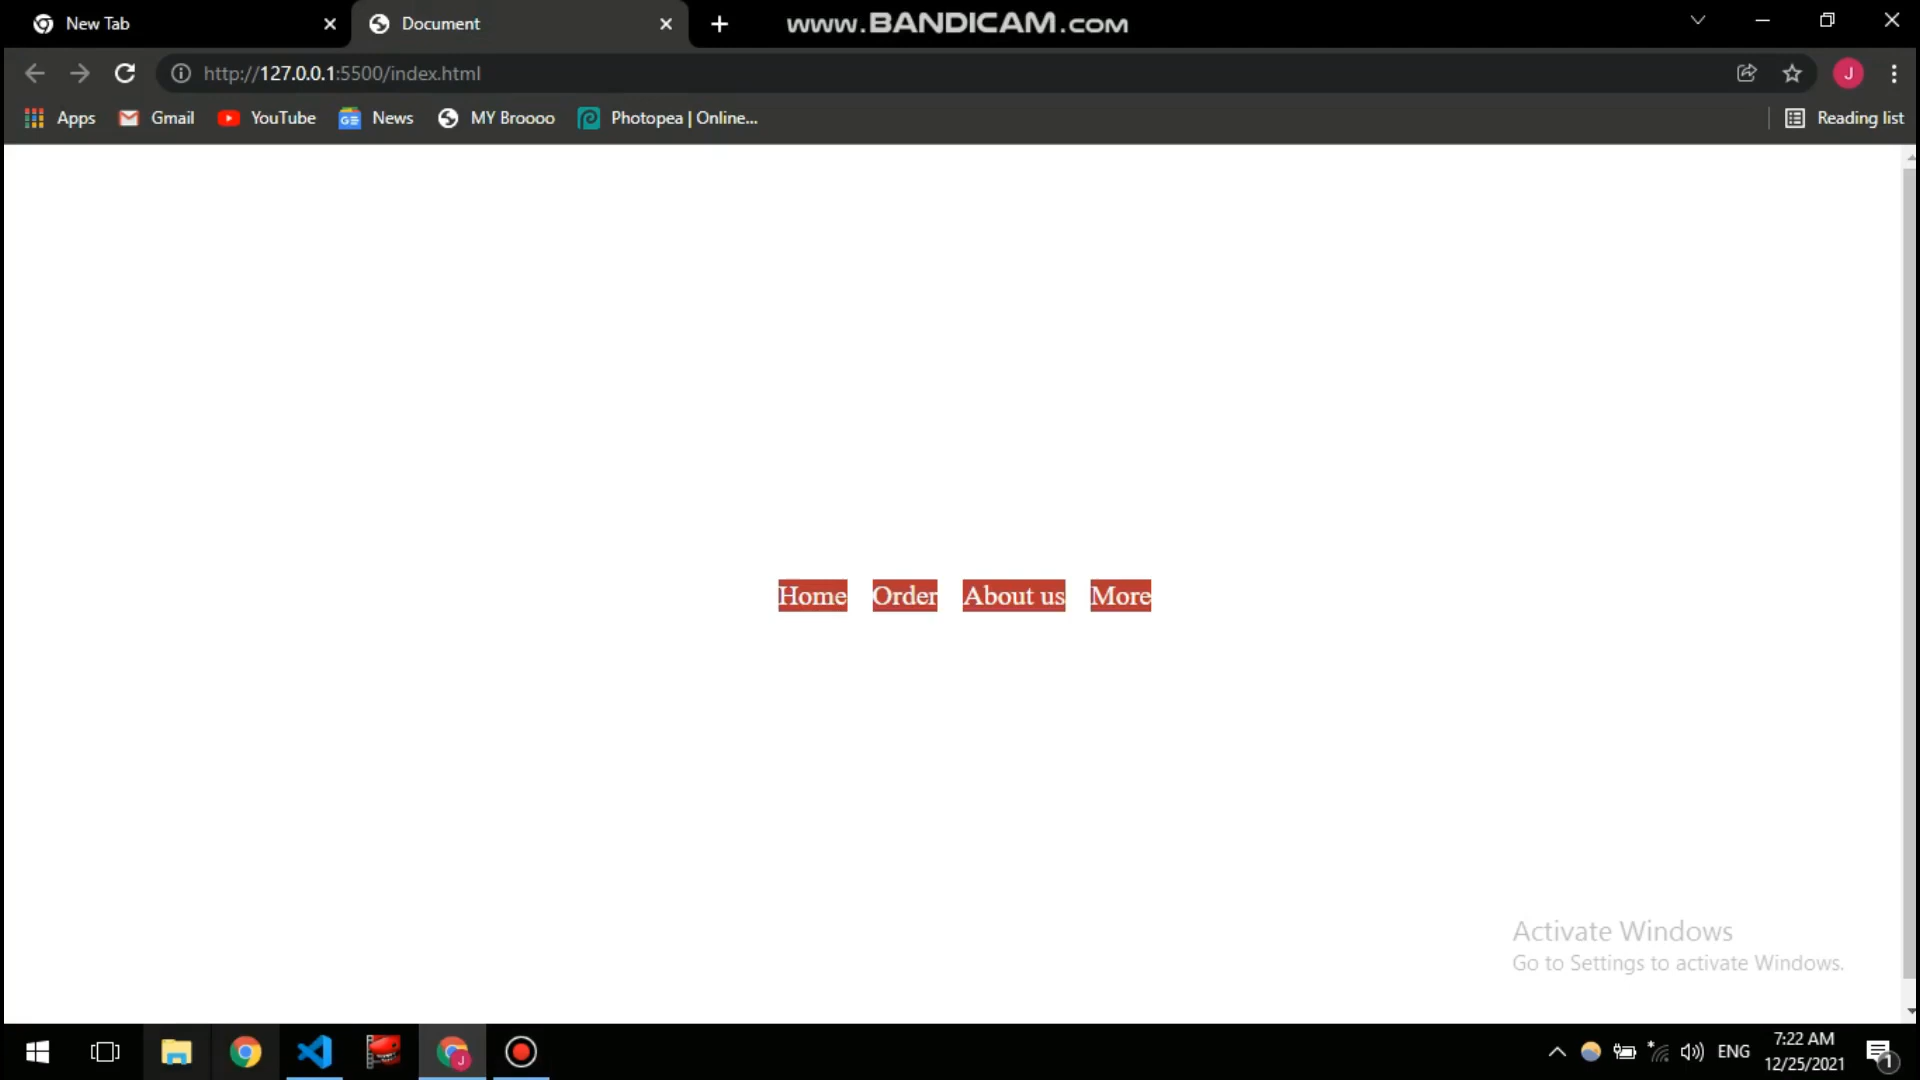 New Tab
Document
www.BANDICAM.com
http://127.0.0.1:5500/index.html
J
Apps
Gmail
YouTube
News
MY Broooo
Photopea | Online...
Reading list
Home
Order
About us
More
Activate Windows
Go to Settings to activate Windows.
J
ENG
7:22 AM
12/25/2021
1